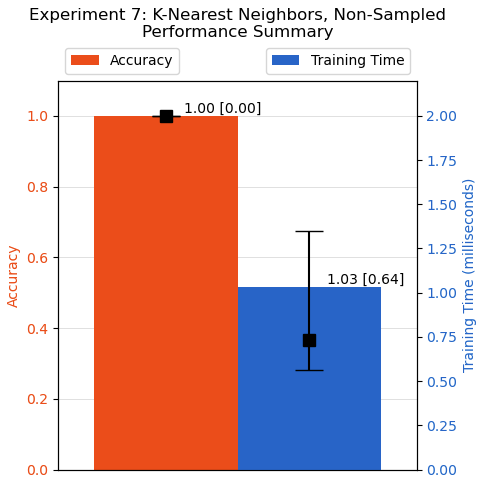 Experiment 7: K-Nearest Neighbors, Non-Sampled
Performance Summary
Accuracy
Training Time
1.00 [0.00]
1.03 [0.64]
1.0
0.8
0.6
0.4
0.2
0.0
Accuracy
2.00
1.75
1.50
1.25
1.00
0.75
0.50
0.25
0.00
Training Time (milliseconds)